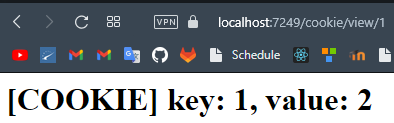 VPN localhost:7249/cookie/view/1
Schedule
[COOKIE] key: 1, value: 2